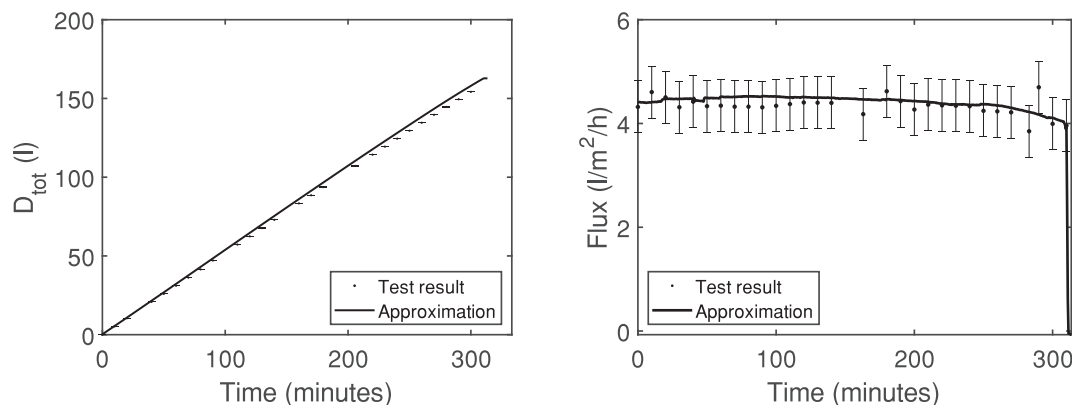 200
150
100
50
0
D_tot (l)
0
100
200
300
Time (minutes)
Test result
Approximation
6
4
2
0
Flux (l/m²/h)
0
100
200
300
Time (minutes)
Test result
Approximation